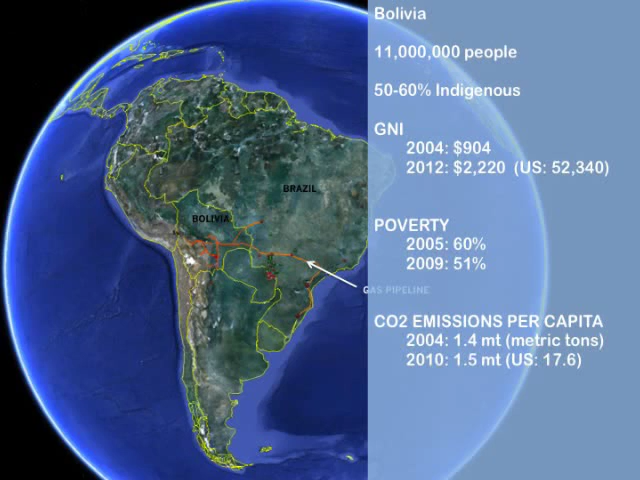 Bolivia
11,000,000 people
50-60% Indigenous
GNI
2004: $904
2012: $2,220 (US: 52,340)
POVERTY
2005: 60%
2009: 51%
CO2 EMISSIONS PER CAPITA
2004: 1.4 mt (metric tons)
2010: 1.5 mt (US: 17.6)
BRAZIL
BOLIVIA
GAS PIPELINE